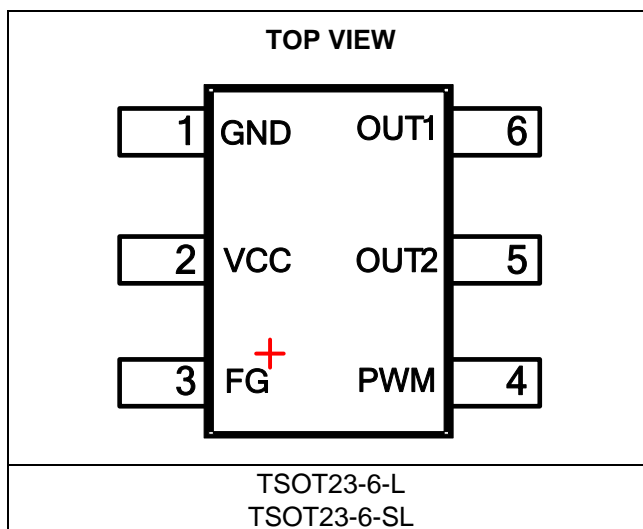 TOP VIEW
1 GND OUT1 6
2 VCC OUT2 5
3 FG PWM 4
TSOT23-6-L
TSOT23-6-SL